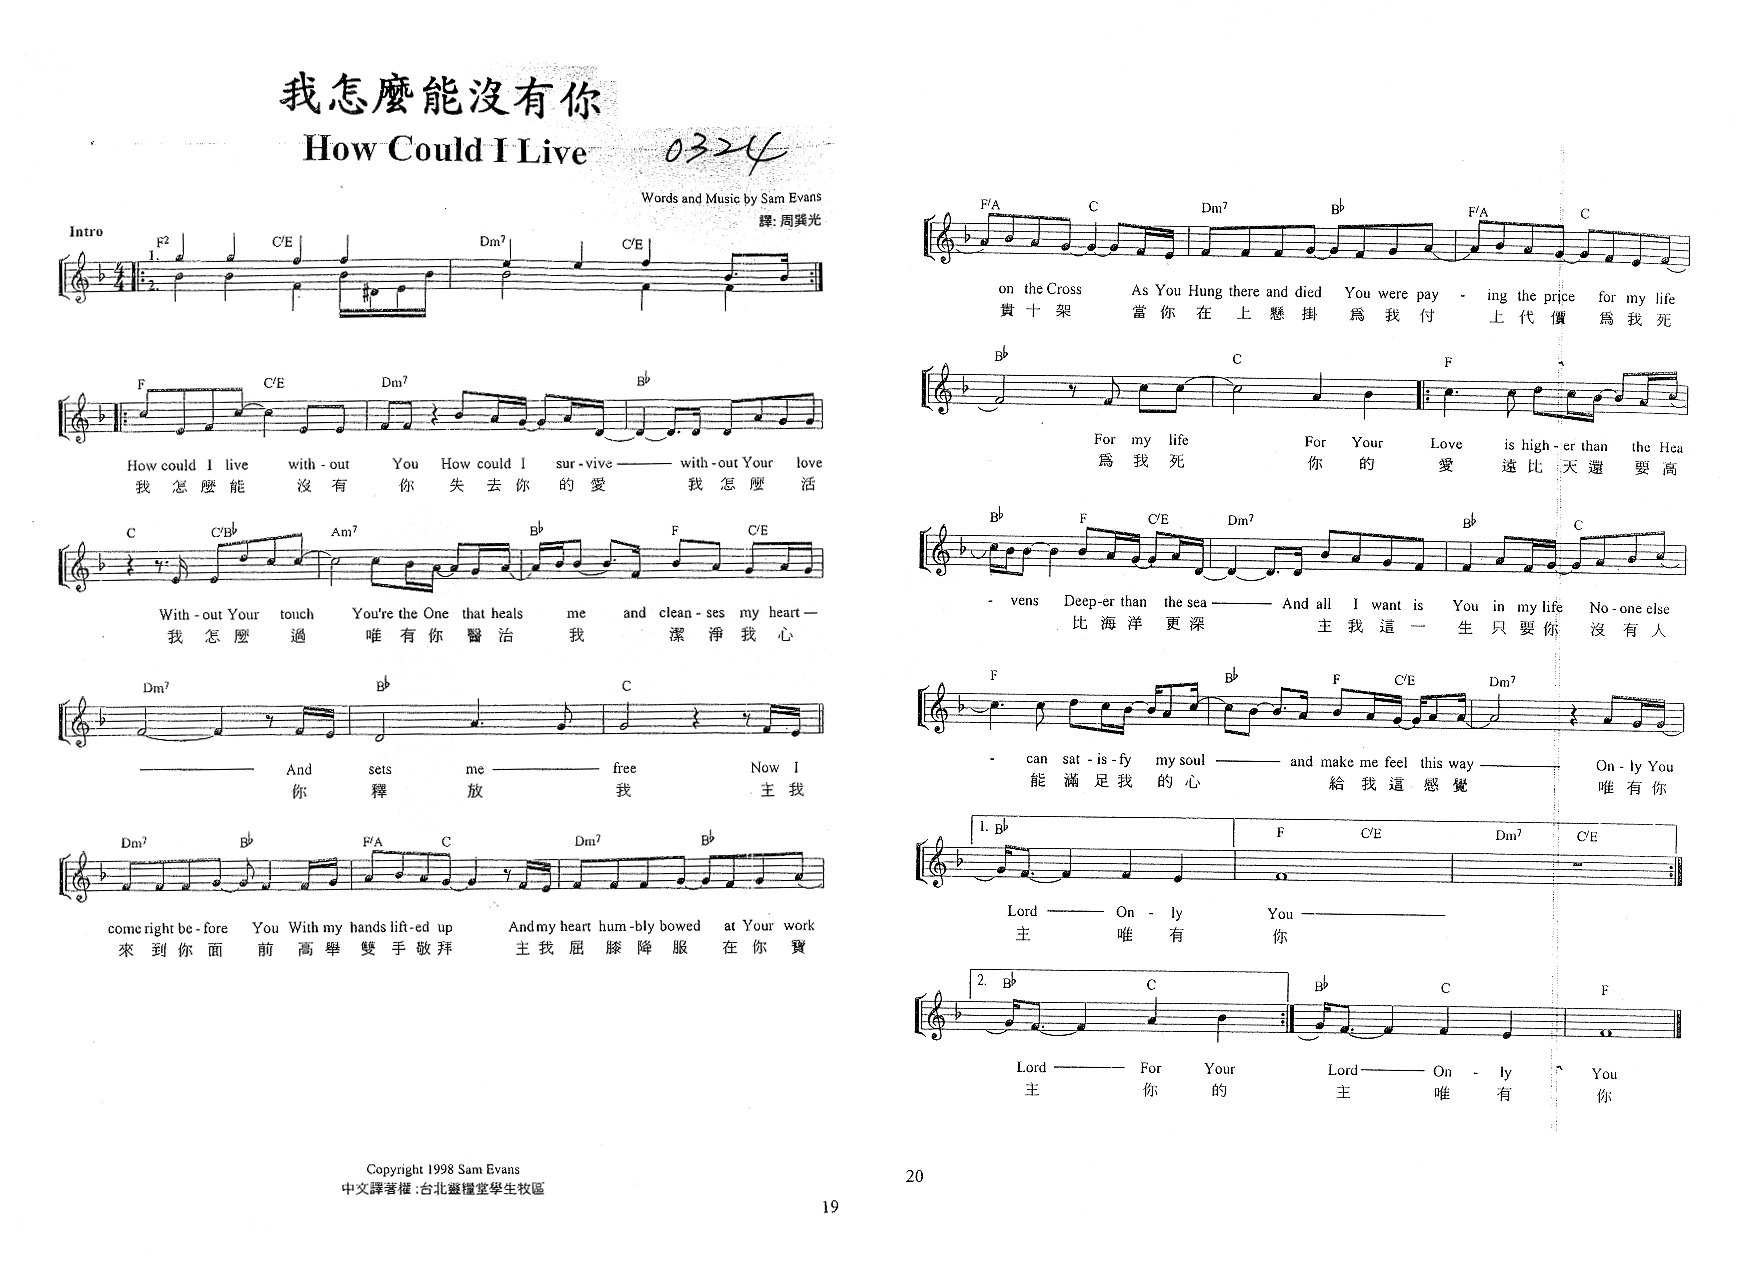 我怎麼能沒有你
How Could I Live
0324
Words and Music by Sam Evans
譯: 周巽光
Intro
F2 C/E Dm7 C/E
1.
2.
F C/E Dm7 B♭
How could I live with-out You How could I sur-vive with-out Your love
我 怎 麼 能 沒 有 你 失 去 你 的 愛 我 怎 麼 活
C C/B♭ Am7 B♭ F C/E
With-out Your touch You're the One that heals me and clean-ses my heart
我 怎 麼 過 唯 有 你 醫 治 我 潔 淨 我 心
Dm7 B♭ C
And sets me free Now I
你 釋 放 我 主 我
Dm7 B♭ F/A C Dm7 B♭
come right be-fore You With my hands lift-ed up And my heart hum-bly bowed at Your work
來 到 你 面 前 高 舉 雙 手 敬 拜 主 我 屈 膝 降 服 在 你 寶
Copyright 1998 Sam Evans
中文譯著權 :台北靈糧堂學生牧區
19
F/A C Dm7 B♭ F/A C
on the Cross As You Hung there and died You were pay - ing the price for my life
貴 十 架 當 你 在 上 懸 掛 為 我 付 上 代 價 為 我 死
B♭ C F
For my life For Your Love is high-er than the Hea
為 我 死 你 的 愛 遠 比 天 還 要 高
B♭ F C/E Dm7 B♭ C
- vens Deep-er than the sea And all I want is You in my life No-one else
比 海 洋 更 深 主 我 這 一 生 只 要 你 沒 有 人
F B♭ F C/E Dm7
- can sat-is-fy my soul and make me feel this way On-ly You
能 滿 足 我 的 心 給 我 這 感 覺 唯 有 你
1. B♭ F C/E Dm7 C/E
Lord On - ly You
主 唯 有 你
2. B♭ C B♭ C F
Lord For Your Lord On - ly You
主 你 的 主 唯 有 你
20